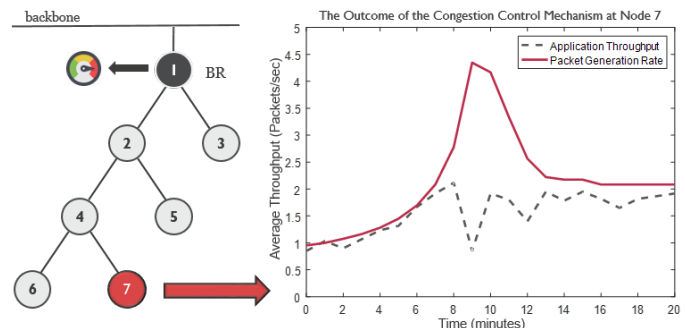 backbone
1
BR
2
3
4
5
6
7
The Outcome of the Congestion Control Mechanism at Node 7
Application Throughput
Packet Generation Rate
Average Throughput (Packets/sec)
5
4.5
4
3.5
3
2.5
2
1.5
1
0.5
0
0 2 4 6 8 10 12 14 16 18 20
Time (minutes)